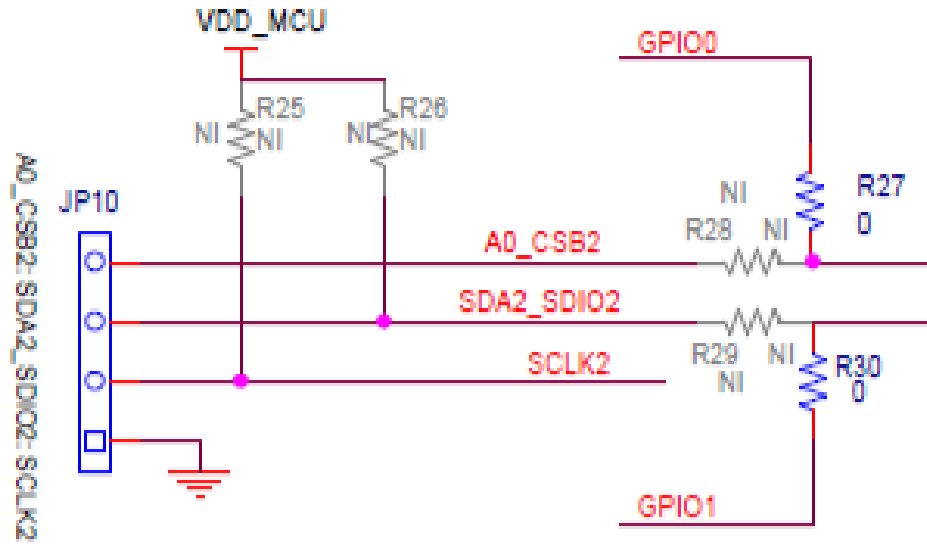 VDD_MCU
GPIO0
R25
NI
NI
R26
NI
NI
R27
0
NI
R28
NI
JP10
A0_CSB2
SDA2_SDIO2
R29
NI
NI
R30
0
SCLK2
GPIO1
A0_CSB2: SDA2_SDIO2: SCLK2